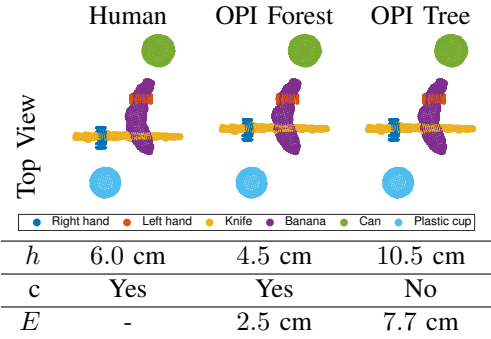 Human OPI Forest OPI Tree
Top View
Right hand Left hand Knife Banana Can Plastic cup
h 6.0 cm 4.5 cm 10.5 cm
c Yes Yes No
E - 2.5 cm 7.7 cm